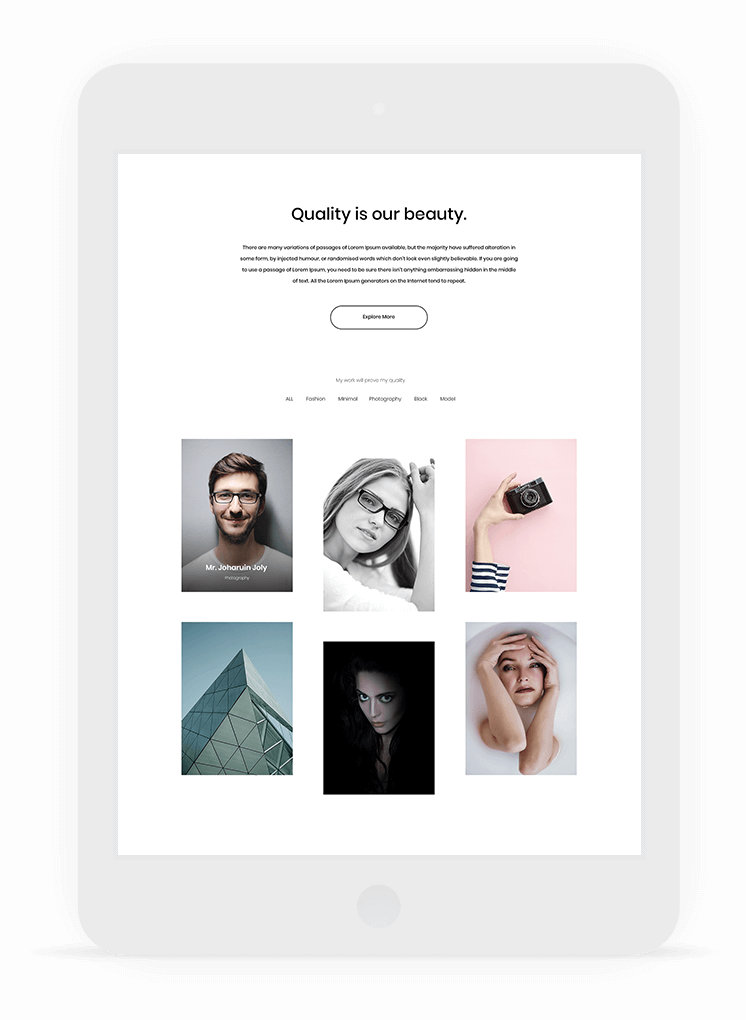 Quality is our beauty.
There are many variations of passages of Lorem Ipsum available, but the majority have suffered alteration in
some form, by injected humour, or randomised words which don't look even slightly believable. If you are going
to use a passage of Lorem Ipsum, you need to be sure there isn't anything embarrassing hidden in the middle
of text. All the Lorem Ipsum generators on the Internet tend to repeat.
Explore More
My work will prove my quality.
ALL Fashion Minimal Photography Black Model
Mr. Joharuin Joly
Photography